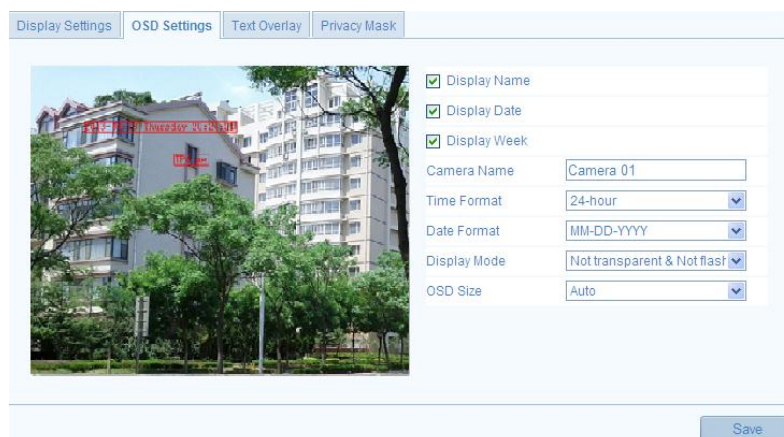 Display Settings OSD Settings Text Overlay Privacy Mask
Display Name
Display Date
Display Week
Camera Name Camera 01
Time Format 24-hour
Date Format MM-DD-YYYY
Display Mode Not transparent & Not flash
OSD Size Auto
Thursday
Save